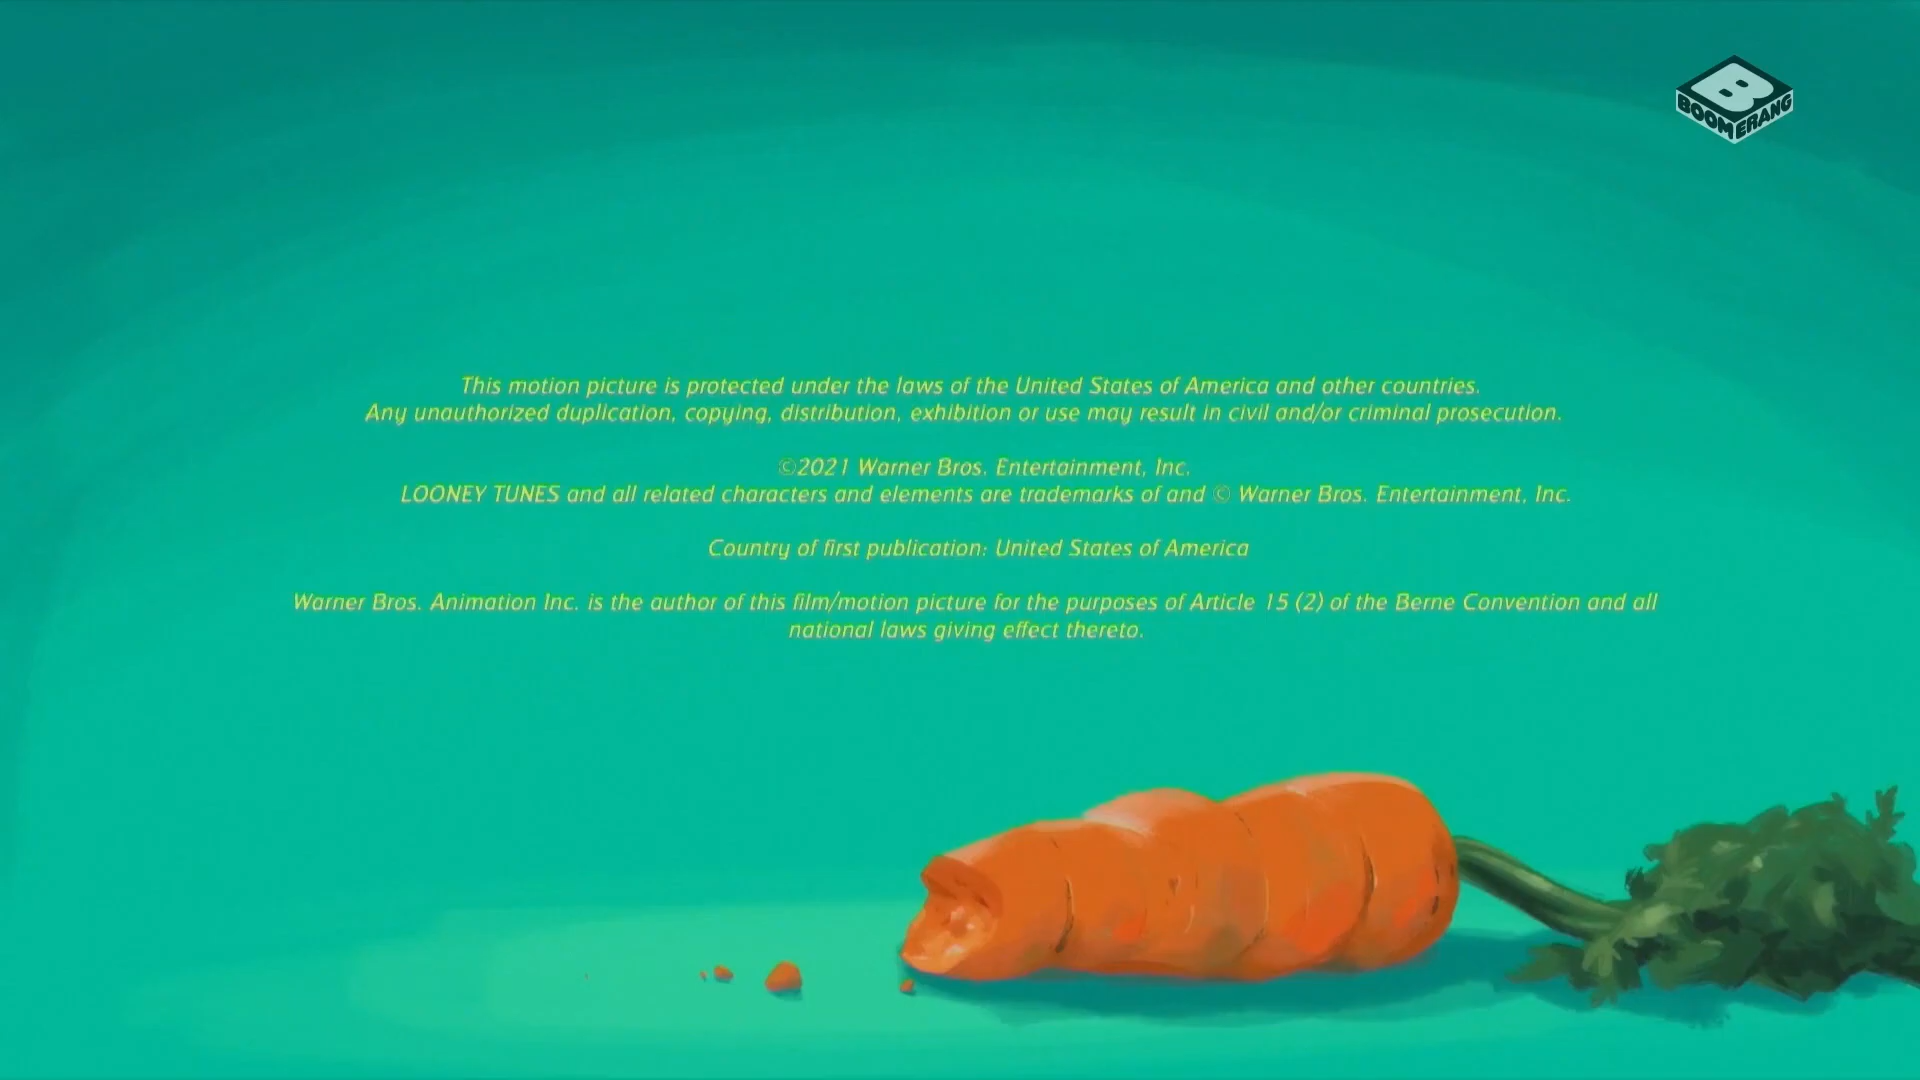 B
BOOMERANG
This motion picture is protected under the laws of the United States of America and other countries.
Any unauthorized duplication, copying, distribution, exhibition or use may result in civil and/or criminal prosecution.
©2021 Warner Bros. Entertainment, Inc.
LOONEY TUNES and all related characters and elements are trademarks of and © Warner Bros. Entertainment, Inc.
Country of first publication: United States of America
Warner Bros. Animation Inc. is the author of this film/motion picture for the purposes of Article 15 (2) of the Berne Convention and all
national laws giving effect thereto.